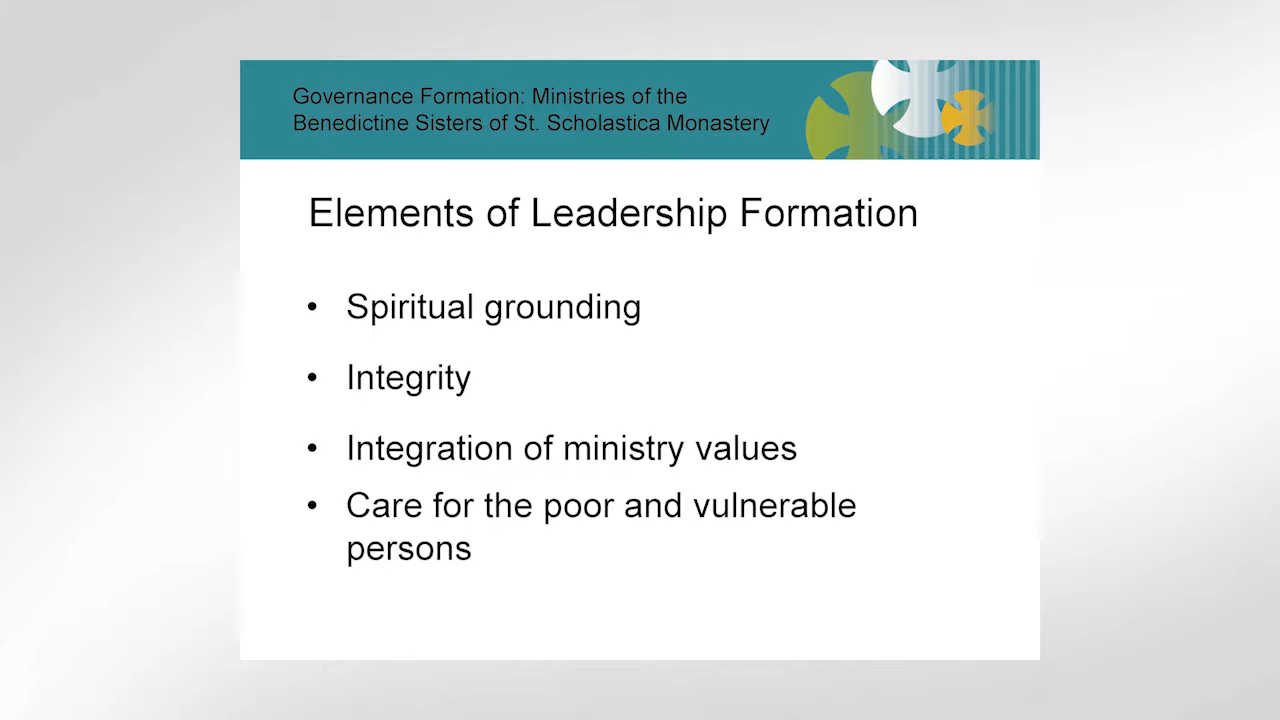 Governance Formation: Ministries of the
Benedictine Sisters of St. Scholastica Monastery
Elements of Leadership Formation
• Spiritual grounding
• Integrity
• Integration of ministry values
• Care for the poor and vulnerable
persons